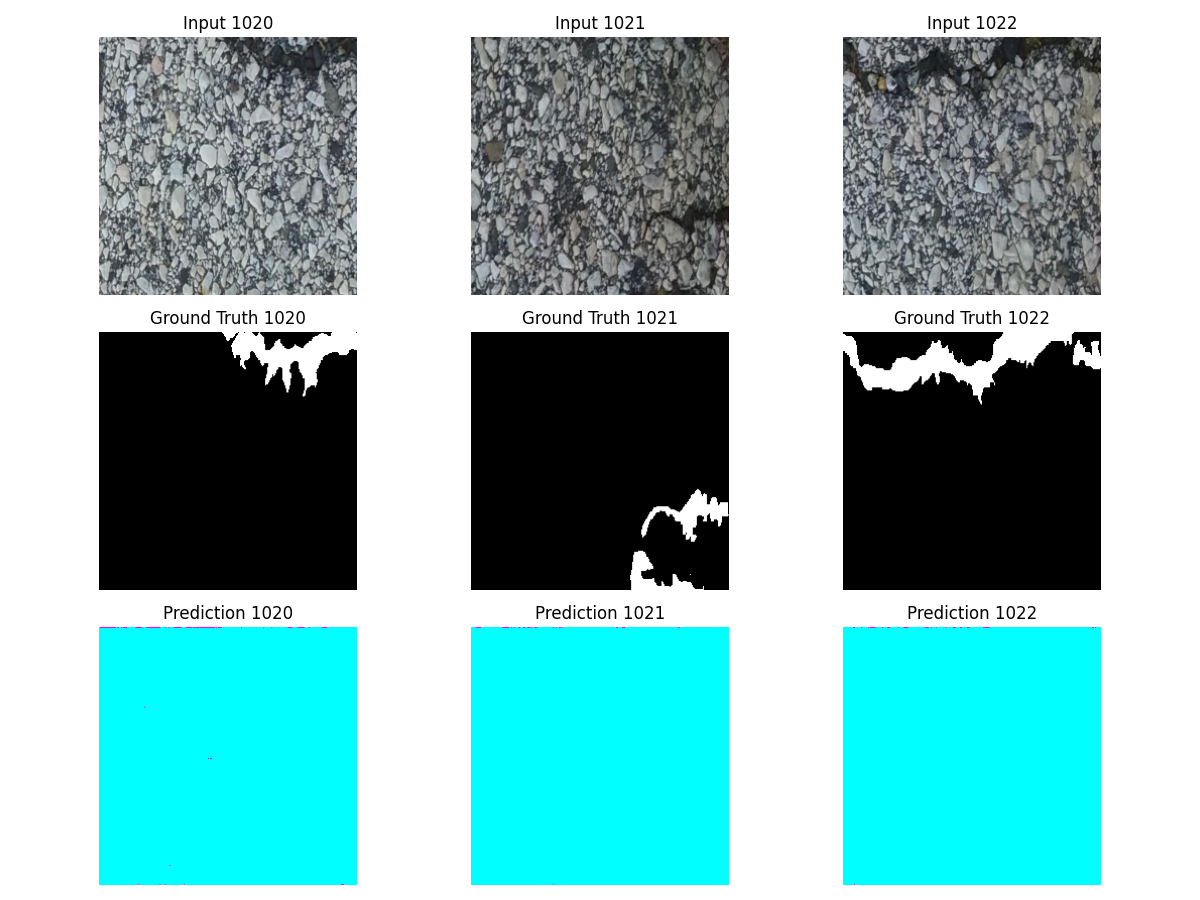 Input 1020
Input 1021
Input 1022
Ground Truth 1020
Ground Truth 1021
Ground Truth 1022
Prediction 1020
Prediction 1021
Prediction 1022